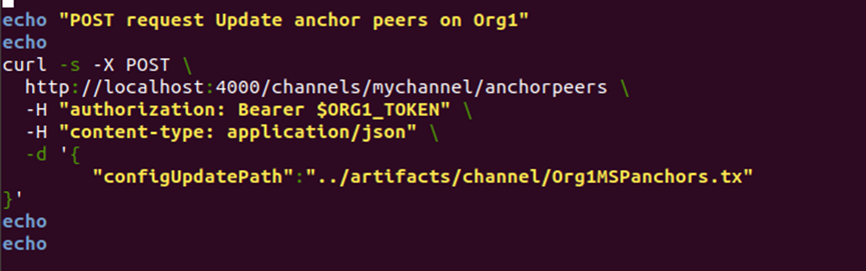 echo "POST request Update anchor peers on Org1"
echo
curl -s -X POST \
  http://localhost:4000/channels/mychannel/anchorpeers \
  -H "authorization: Bearer $ORG1_TOKEN" \
  -H "content-type: application/json" \
  -d '{
        "configUpdatePath":"../artifacts/channel/Org1MSPanchors.tx"
}'
echo
echo